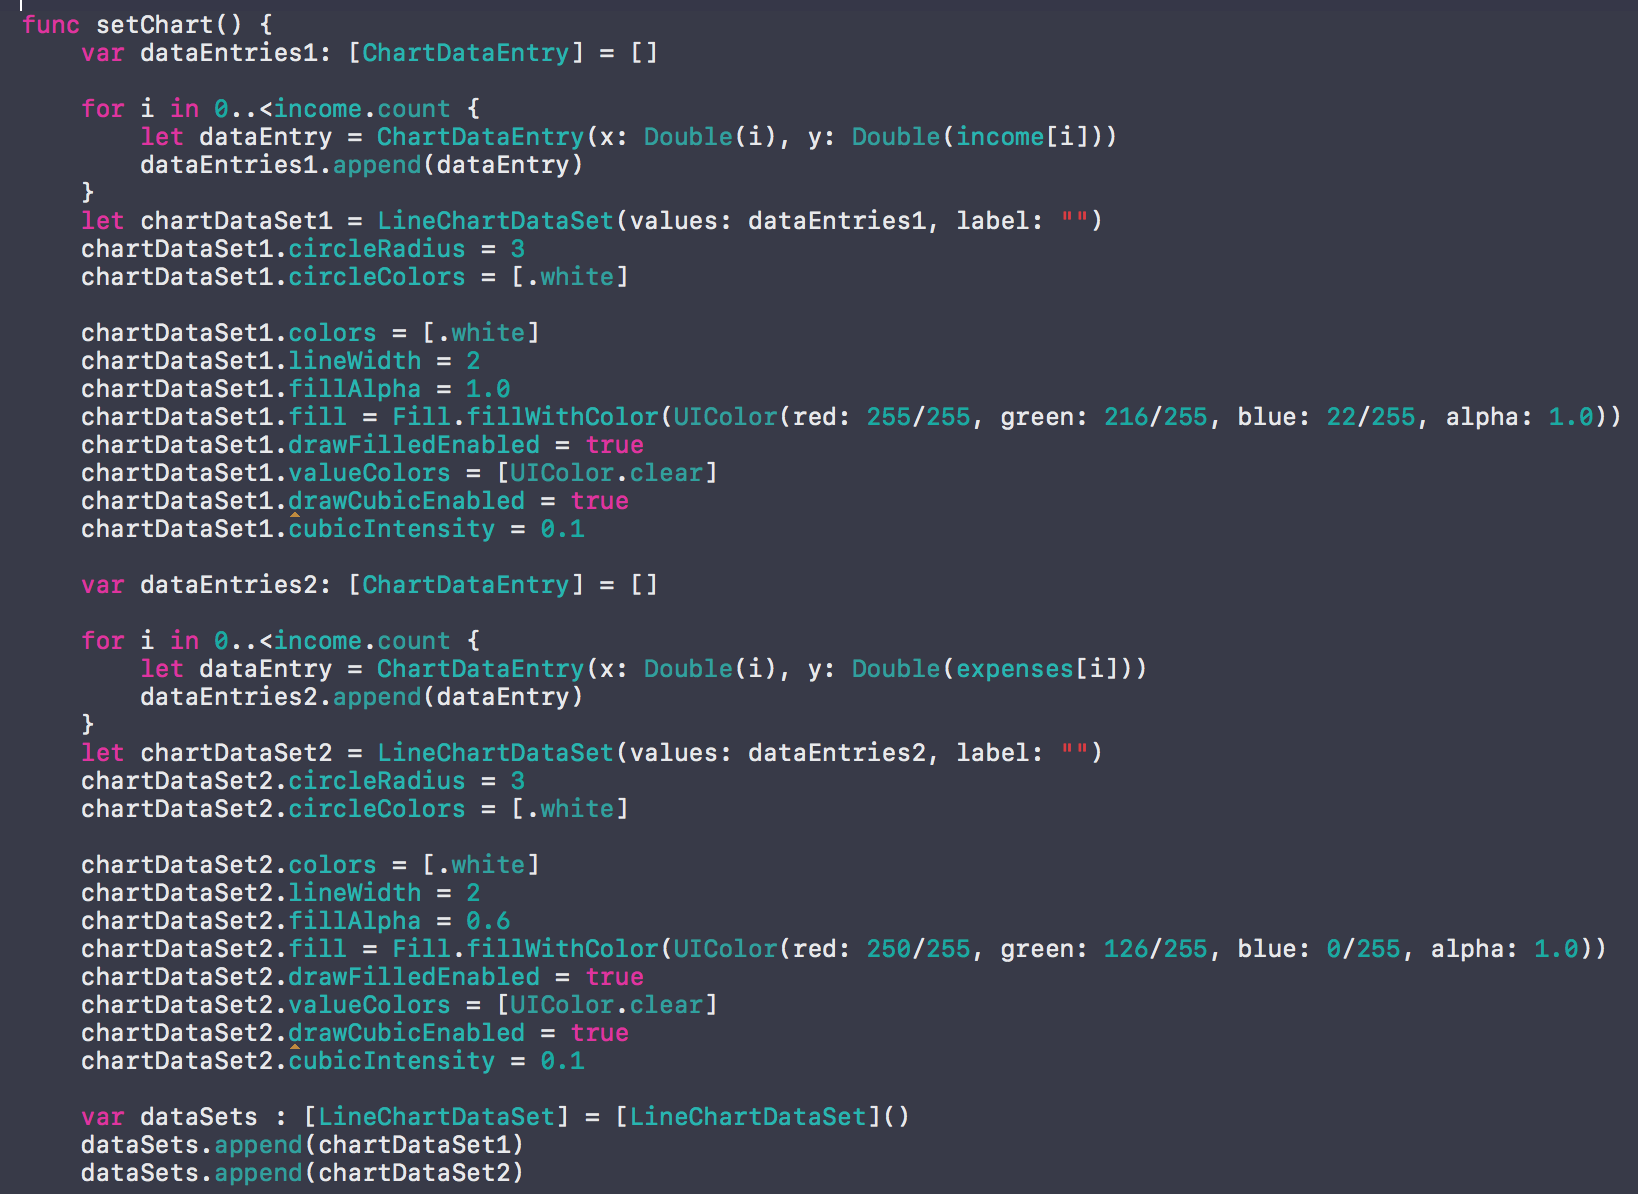 func setChart() {
    var dataEntries1: [ChartDataEntry] = []

    for i in 0..<income.count {
        let dataEntry = ChartDataEntry(x: Double(i), y: Double(income[i]))
        dataEntries1.append(dataEntry)
    }
    let chartDataSet1 = LineChartDataSet(values: dataEntries1, label: "")
    chartDataSet1.circleRadius = 3
    chartDataSet1.circleColors = [.white]

    chartDataSet1.colors = [.white]
    chartDataSet1.lineWidth = 2
    chartDataSet1.fillAlpha = 1.0
    chartDataSet1.fill = Fill.fillWithColor(UIColor(red: 255/255, green: 216/255, blue: 22/255, alpha: 1.0))
    chartDataSet1.drawFilledEnabled = true
    chartDataSet1.valueColors = [UIColor.clear]
    chartDataSet1.drawCubicEnabled = true
    chartDataSet1.cubicIntensity = 0.1

    var dataEntries2: [ChartDataEntry] = []

    for i in 0..<income.count {
        let dataEntry = ChartDataEntry(x: Double(i), y: Double(expenses[i]))
        dataEntries2.append(dataEntry)
    }
    let chartDataSet2 = LineChartDataSet(values: dataEntries2, label: "")
    chartDataSet2.circleRadius = 3
    chartDataSet2.circleColors = [.white]

    chartDataSet2.colors = [.white]
    chartDataSet2.lineWidth = 2
    chartDataSet2.fillAlpha = 0.6
    chartDataSet2.fill = Fill.fillWithColor(UIColor(red: 250/255, green: 126/255, blue: 0/255, alpha: 1.0))
    chartDataSet2.drawFilledEnabled = true
    chartDataSet2.valueColors = [UIColor.clear]
    chartDataSet2.drawCubicEnabled = true
    chartDataSet2.cubicIntensity = 0.1

    var dataSets : [LineChartDataSet] = [LineChartDataSet]()
    dataSets.append(chartDataSet1)
    dataSets.append(chartDataSet2)